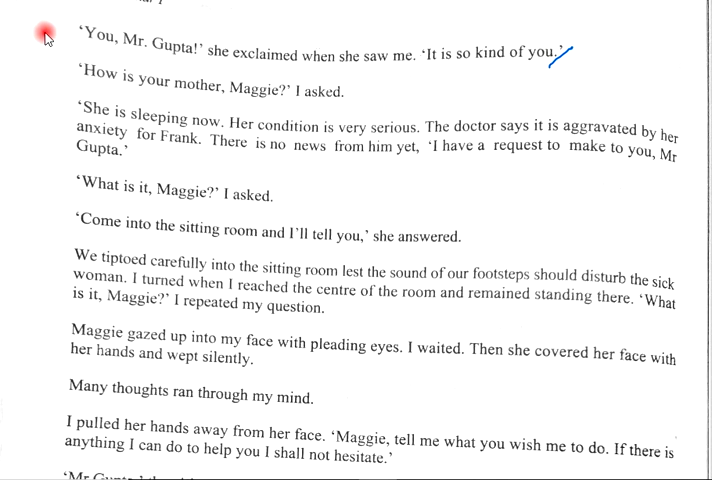 ‘You, Mr. Gupta!’ she exclaimed when she saw me. ‘It is so kind of you.’
‘How is your mother, Maggie?’ I asked.
‘She is sleeping now. Her condition is very serious. The doctor says it is aggravated by her
anxiety for Frank. There is no news from him yet, ‘I have a request to make to you, Mr
Gupta.’
‘What is it, Maggie?’ I asked.
‘Come into the sitting room and I’ll tell you,’ she answered.
We tiptoed carefully into the sitting room lest the sound of our footsteps should disturb the sick
woman. I turned when I reached the centre of the room and remained standing there. ‘What
is it, Maggie?’ I repeated my question.
Maggie gazed up into my face with pleading eyes. I waited. Then she covered her face with
her hands and wept silently.
Many thoughts ran through my mind.
I pulled her hands away from her face. ‘Maggie, tell me what you wish me to do. If there is
anything I can do to help you I shall not hesitate.’